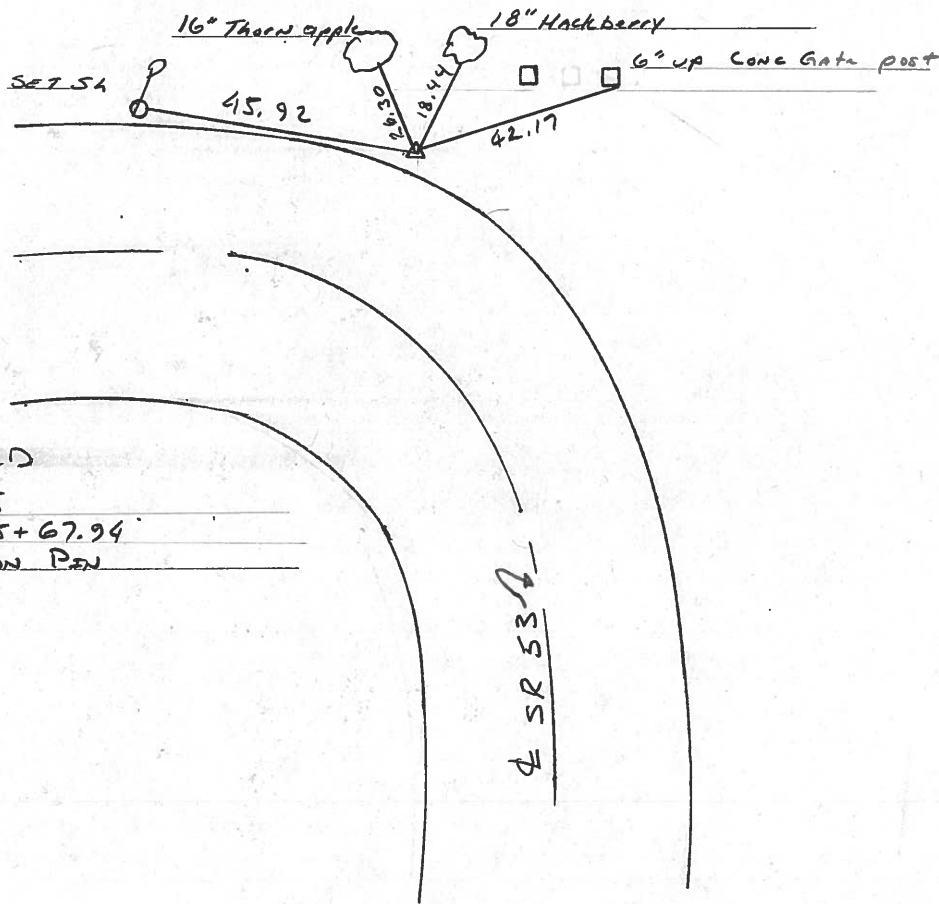 16" Thorn apple
18" Hackberry
6" up Conc Gate post
SET
45.92
26.30
18.44
42.17
D
5+67.94
ON PIN
℄ SR 53